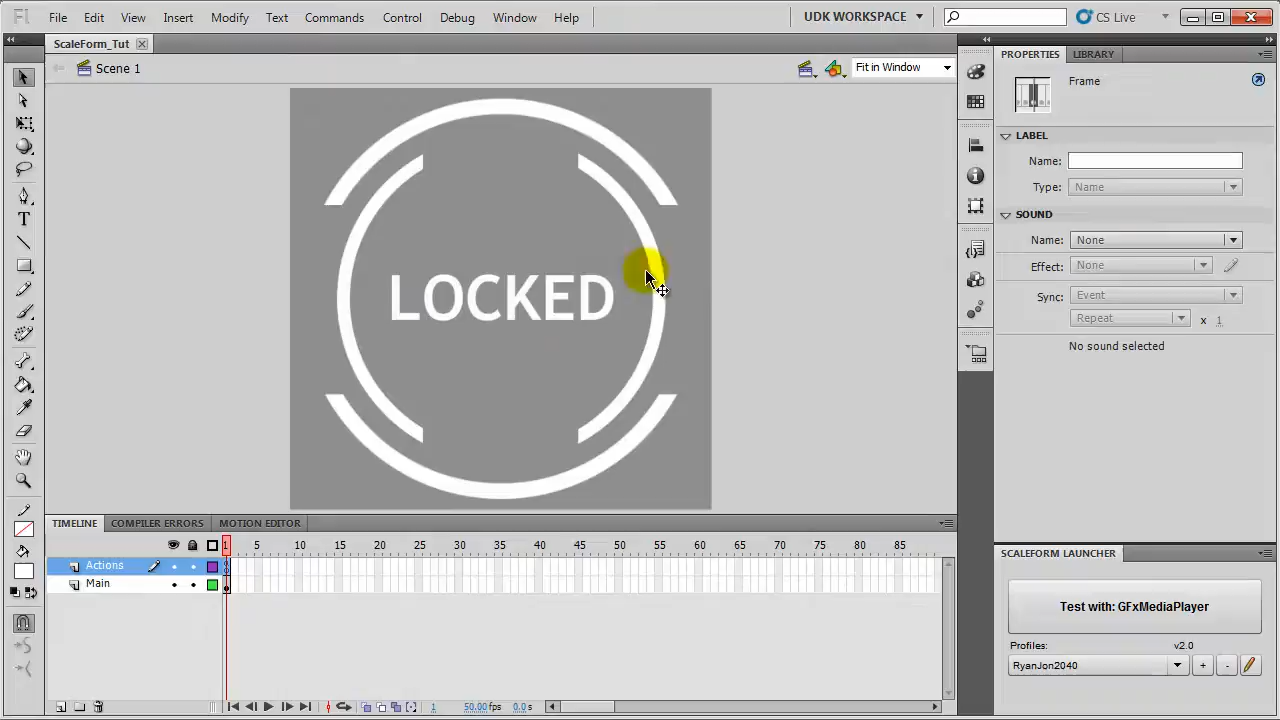 Fl File Edit View Insert Modify Text Commands Control Debug Window Help UDK WORKSPACE CS Live
ScaleForm_Tut
Scene 1 Fit in Window
PROPERTIES LIBRARY
Frame
LABEL
Name:
Type: Name
SOUND
Name: None
Effect: None
Sync: Event
Repeat x 1
No sound selected
LOCKED
TIMELINE COMPILER ERRORS MOTION EDITOR
1 5 10 15 20 25 30 35 40 45 50 55 60 65 70 75 80 85
Actions
Main
1 50.00fps 0.0s
SCALEFORM LAUNCHER
Test with: GFxMediaPlayer
Profiles: v2.0
RyanJon2040 + -